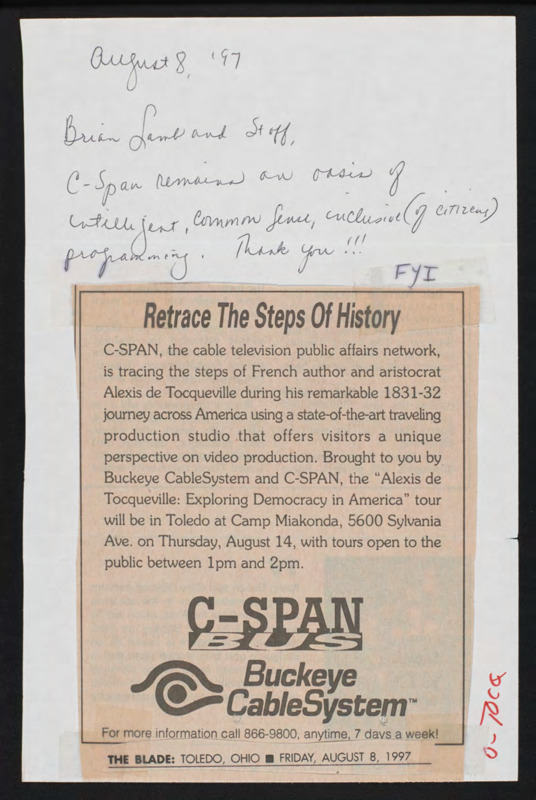 August 8, '97
Brian Lamb and Staff,
C-Span remains an oasis of
intelligent, common sense, inclusive (of citizens)
programming. Thank you!!!
FYI
Retrace The Steps Of History
C-SPAN, the cable television public affairs network,
is tracing the steps of French author and aristocrat
Alexis de Tocqueville during his remarkable 1831-32
journey across America using a state-of-the-art traveling
production studio that offers visitors a unique
perspective on video production. Brought to you by
Buckeye CableSystem and C-SPAN, the “Alexis de
Tocqueville: Exploring Democracy in America” tour
will be in Toledo at Camp Miakonda, 5600 Sylvania
Ave. on Thursday, August 14, with tours open to the
public between 1pm and 2pm.
C-SPAN
BUS
Buckeye
CableSystem™
For more information call 866-9800, anytime, 7 days a week!
THE BLADE: TOLEDO, OHIO ■ FRIDAY, AUGUST 8, 1997
O-TOCQ